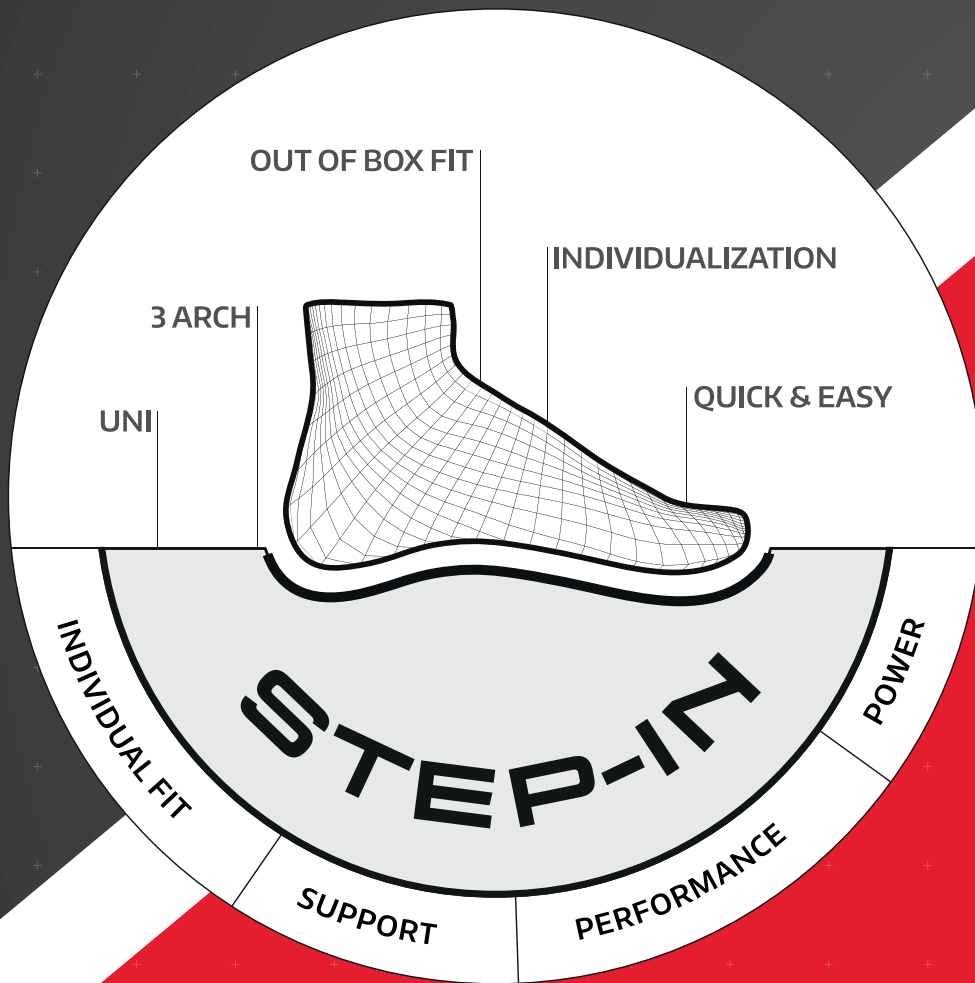 OUT OF BOX FIT
INDIVIDUALIZATION
3 ARCH
QUICK & EASY
UNI
STEP-IN
INDIVIDUAL FIT
SUPPORT
PERFORMANCE
POWER